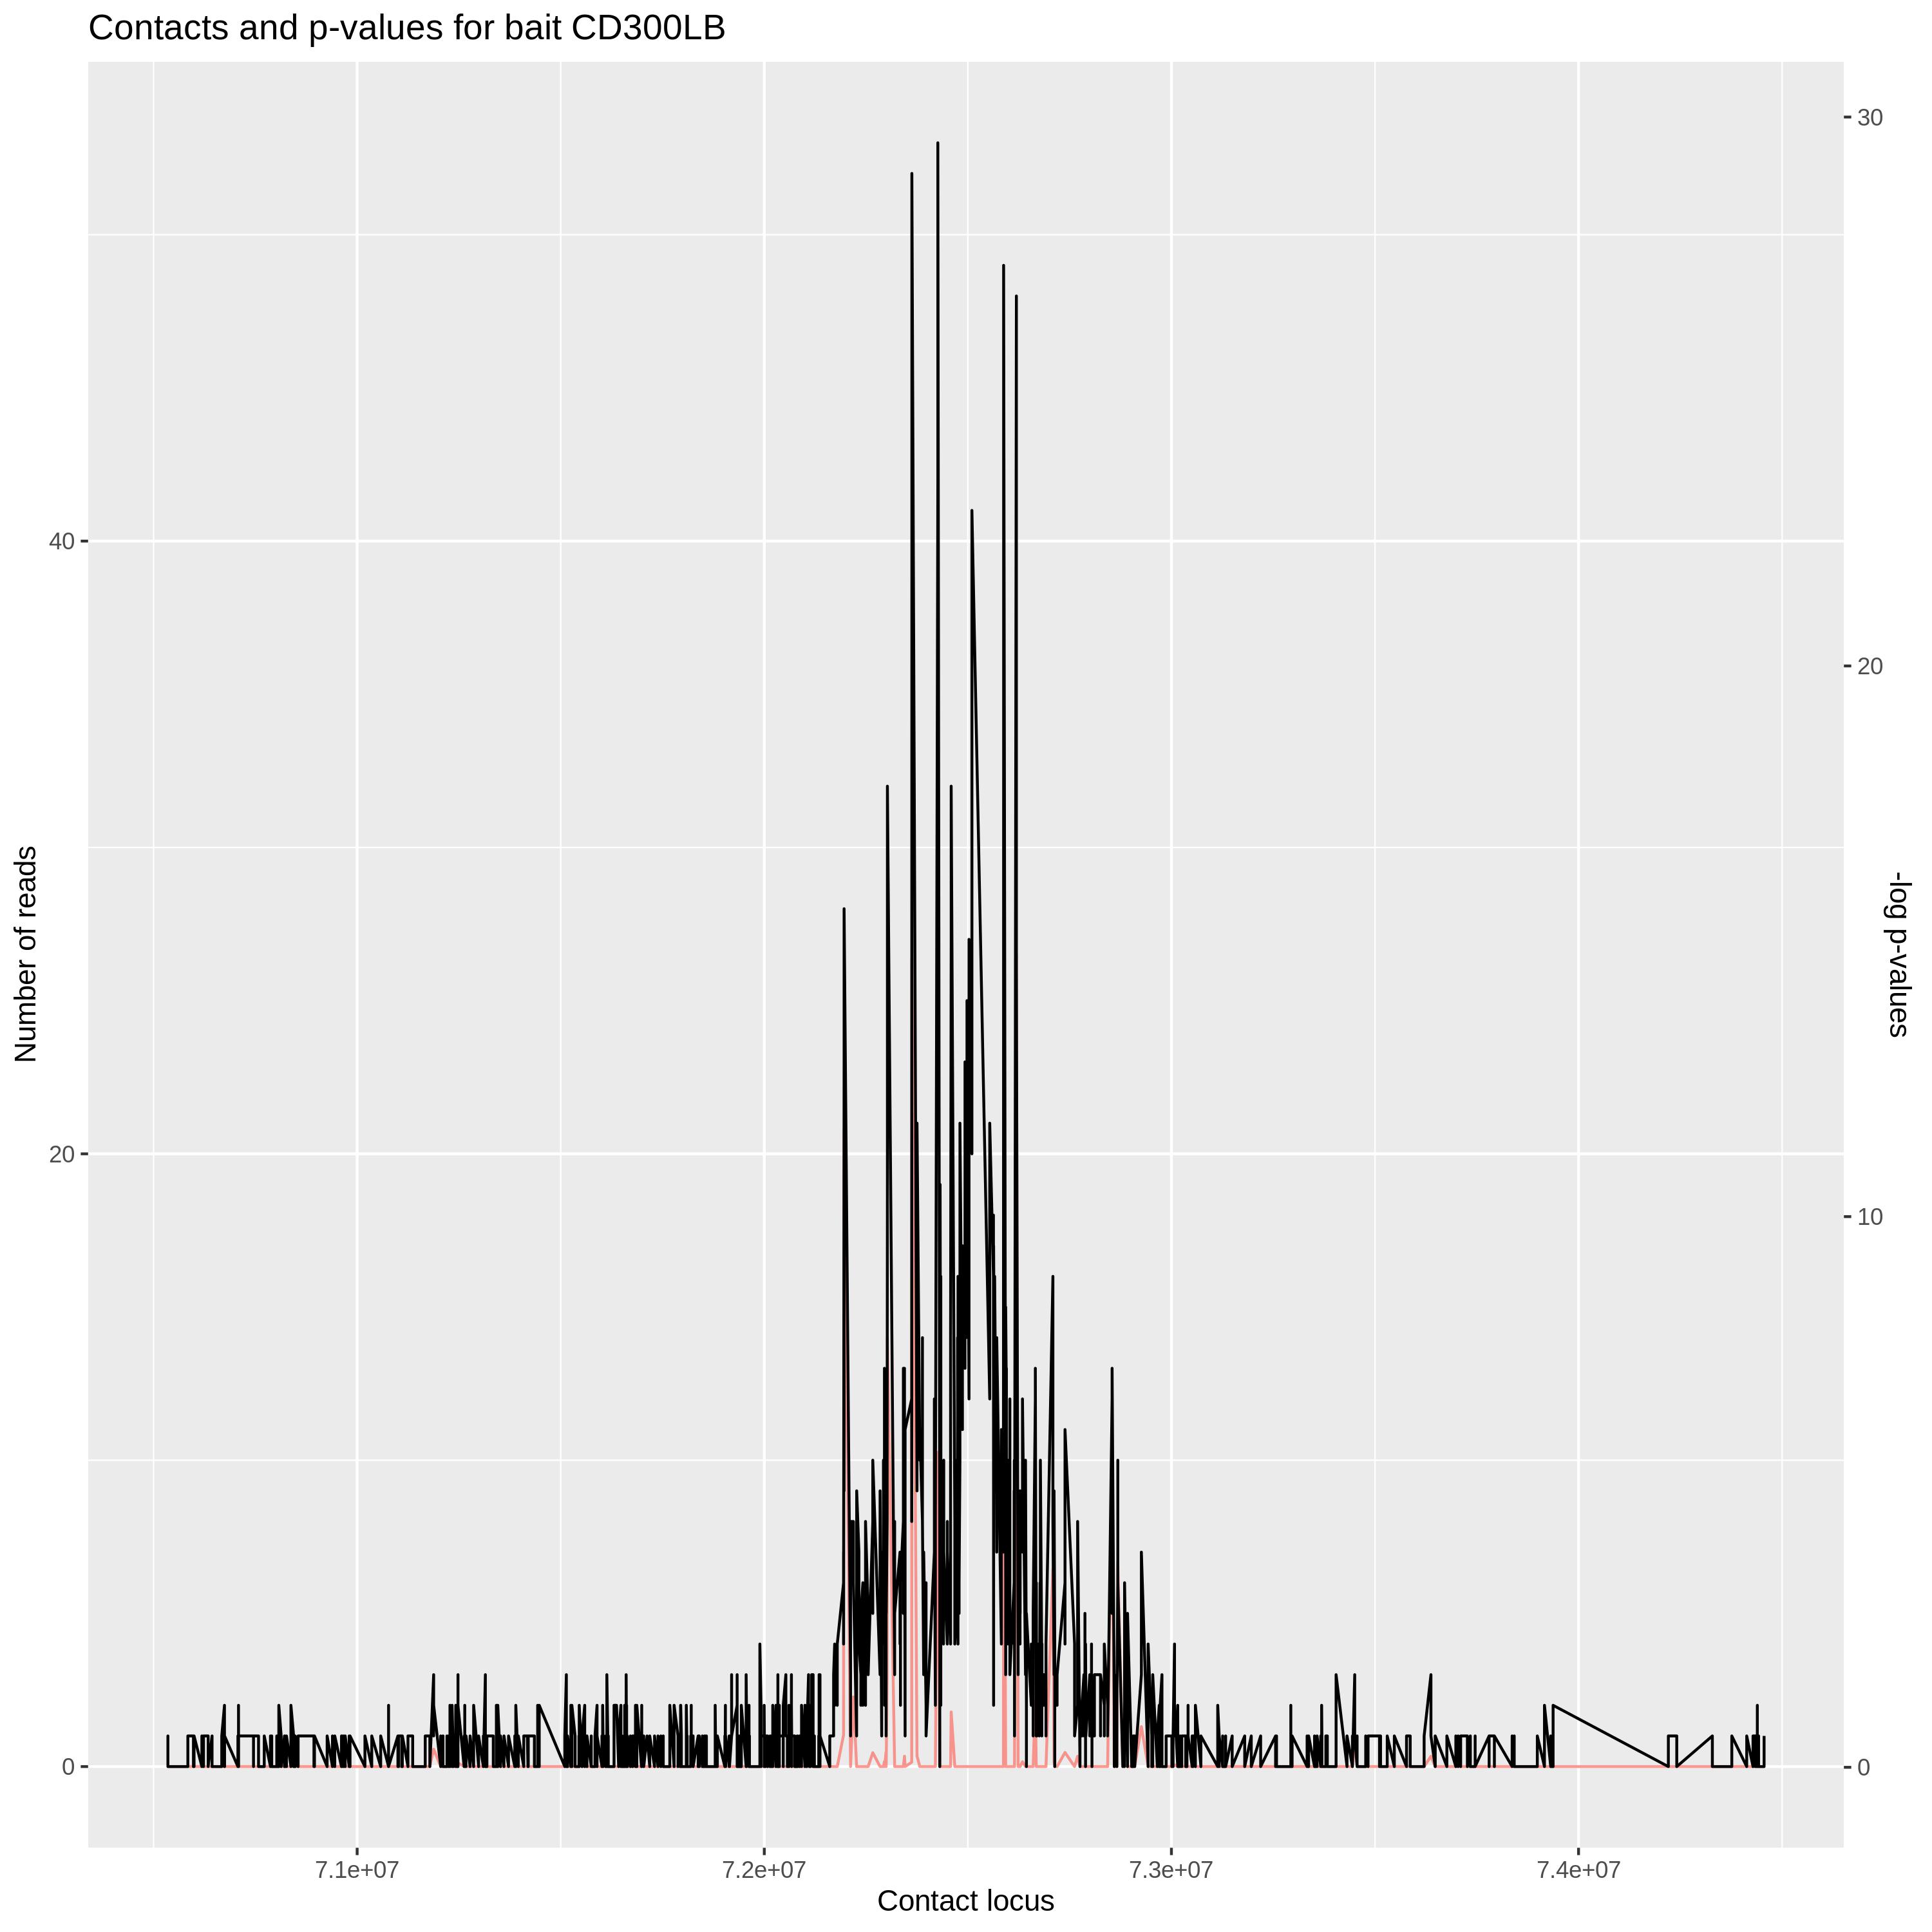 Contacts and p-values for bait CD300LB
30
40
20
20
10
0
0
Number of reads
-log p-values
7.1e+07
7.2e+07
7.3e+07
7.4e+07
Contact locus